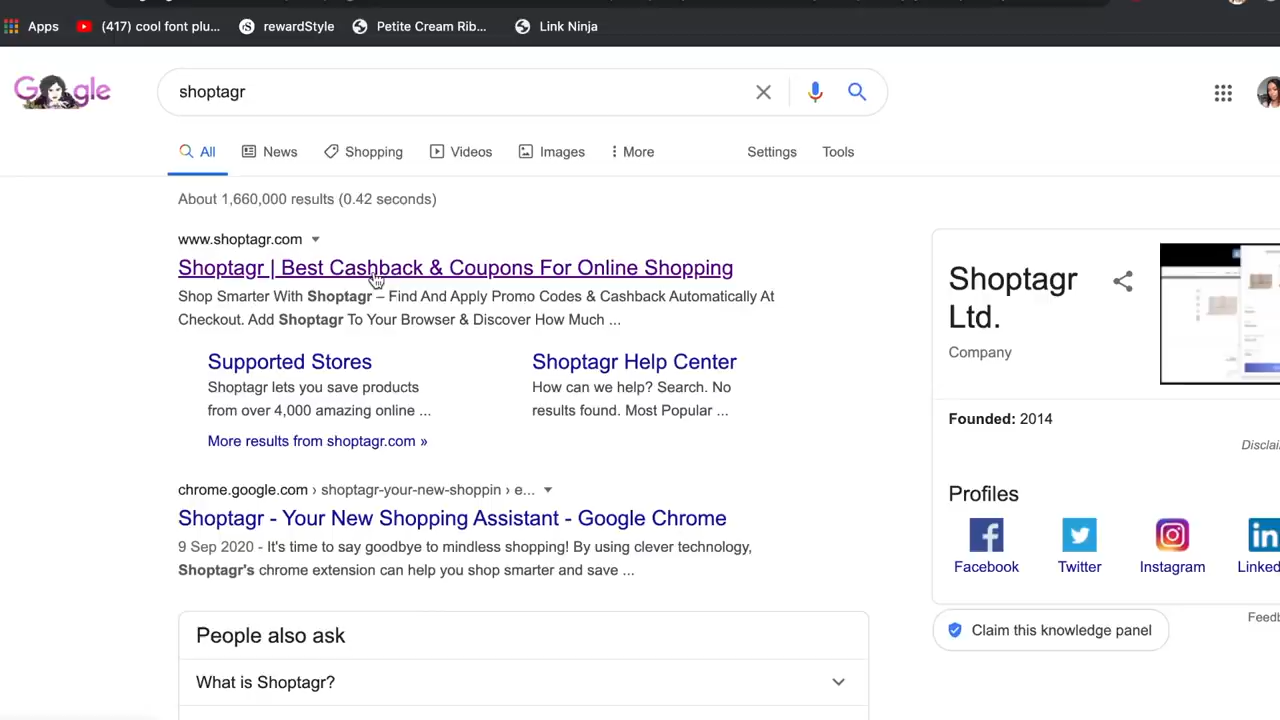 Apps
(417) cool font plu...
rewardStyle
Petite Cream Rib...
Link Ninja
Google
shoptagr
All
News
Shopping
Videos
Images
More
Settings
Tools
About 1,660,000 results (0.42 seconds)
www.shoptagr.com
Shoptagr | Best Cashback & Coupons For Online Shopping
Shop Smarter With Shoptagr – Find And Apply Promo Codes & Cashback Automatically At
Checkout. Add Shoptagr To Your Browser & Discover How Much ...
Supported Stores
Shoptagr lets you save products
from over 4,000 amazing online ...
Shoptagr Help Center
How can we help? Search. No
results found. Most Popular ...
More results from shoptagr.com »
chrome.google.com › shoptagr-your-new-shoppin › e...
Shoptagr - Your New Shopping Assistant - Google Chrome
9 Sep 2020 - It's time to say goodbye to mindless shopping! By using clever technology,
Shoptagr's chrome extension can help you shop smarter and save ...
People also ask
What is Shoptagr?
Shoptagr
Ltd.
Company
Founded: 2014
Disclai
Profiles
Facebook
Twitter
Instagram
Linked
Feedb
Claim this knowledge panel